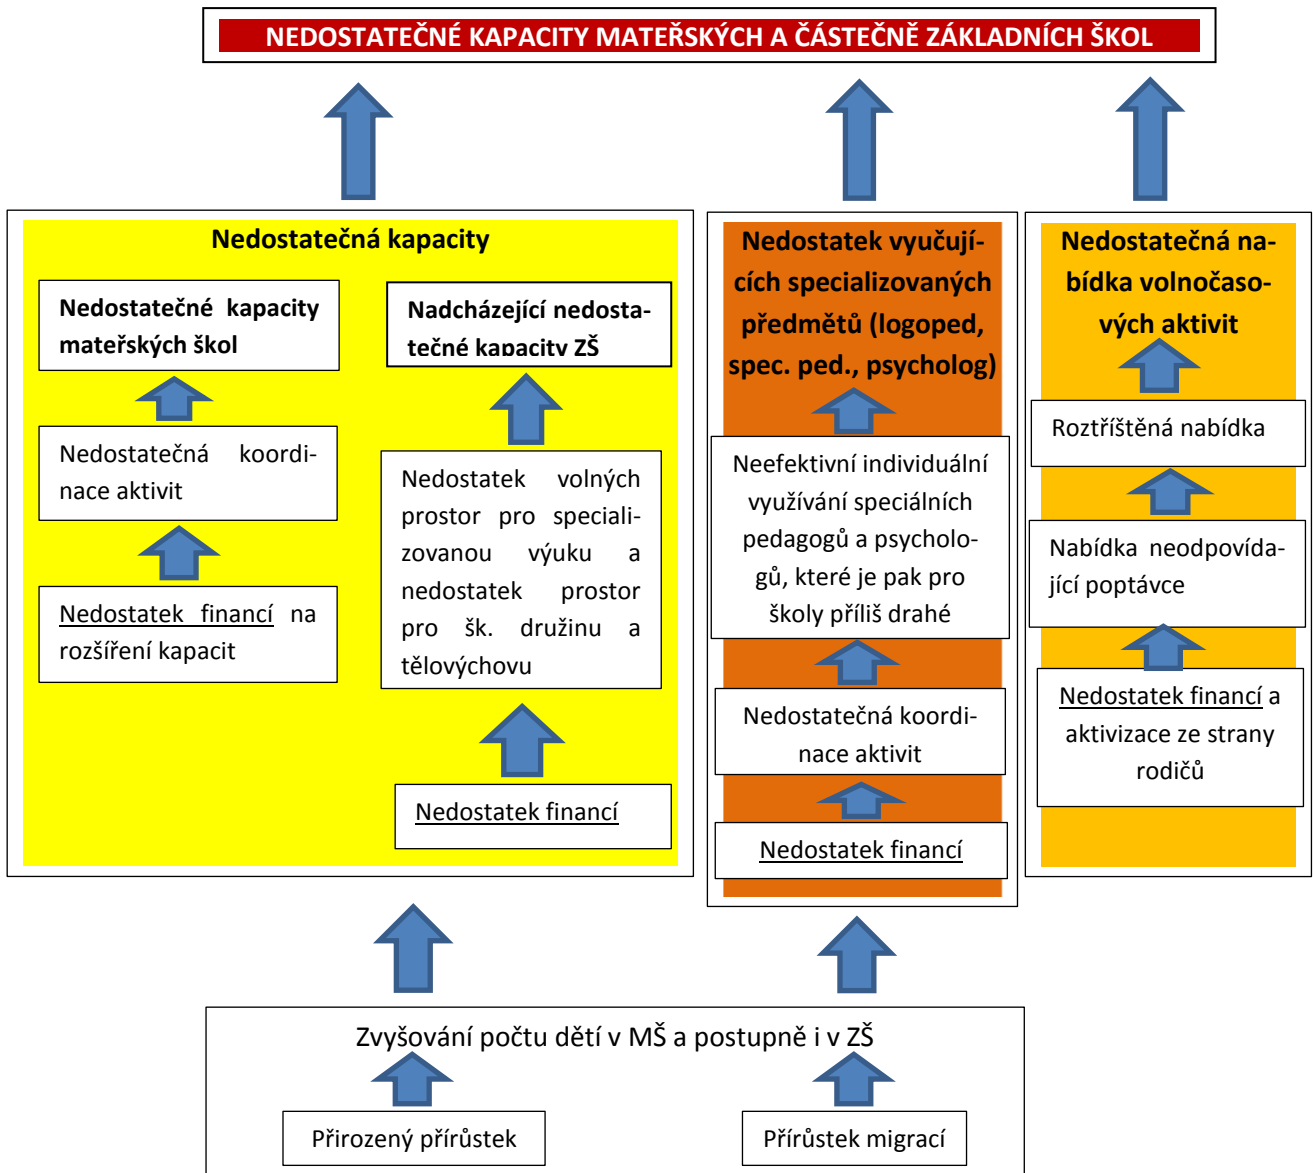 NEDOSTATEČNÉ KAPACITY MATEŘSKÝCH A ČÁSTEČNĚ ZÁKLADNÍCH ŠKOL
Nedostatečná kapacity
Nedostatečné kapacity
mateřských škol
Nedostatečná koordi-
nace aktivit
Nedostatek financí na
rozšíření kapacit
Nadcházející nedosta-
tečné kapacity ZŠ
Nedostatek volných
prostor pro speciali-
zovanou výuku a
nedostatek prostor
pro šk. družinu a
tělovýchovu
Nedostatek financí
Nedostatek vyučují-
cích specializovaných
předmětů (logoped,
spec. ped., psycholog)
Neefektivní individuální
využívání speciálních
pedagogů a psycholo-
gů, které je pak pro
školy příliš drahé
Nedostatečná koordi-
nace aktivit
Nedostatek financí
Nedostatečná na-
bídka volnočaso-
vých aktivit
Roztříštěná nabídka
Nabídka neodpovída-
jící poptávce
Nedostatek financí a
aktivizace ze strany
rodičů
Zvyšování počtu dětí v MŠ a postupně i v ZŠ
Přirozený přírůstek
Přírůstek migrací